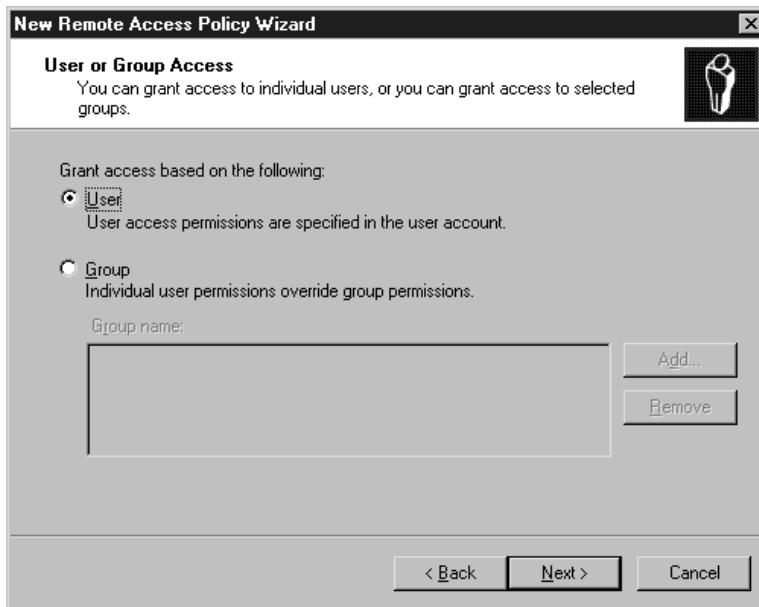 New Remote Access Policy Wizard
User or Group Access
You can grant access to individual users, or you can grant access to selected
groups.
Grant access based on the following:
User
User access permissions are specified in the user account.
Group
Individual user permissions override group permissions.
Group name:
Add...
Remove
< Back
Next >
Cancel